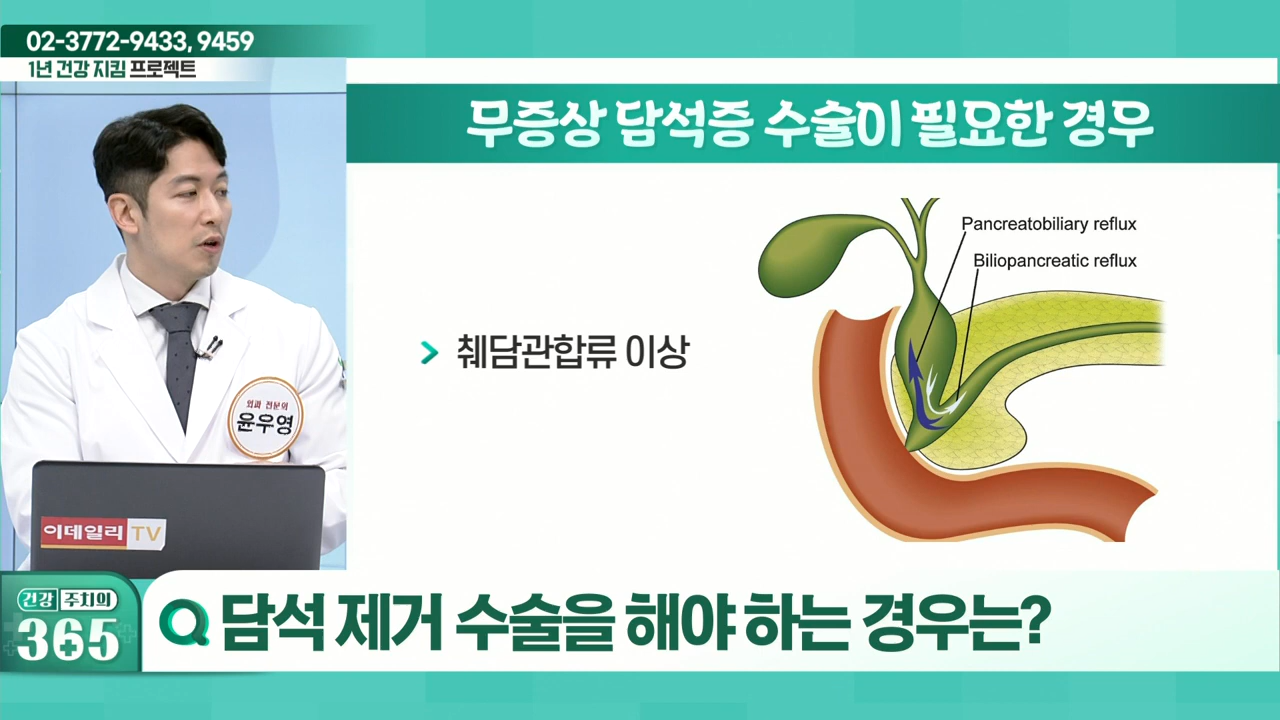 02-3772-9433, 9459
1년 건강 지킴 프로젝트
무증상 담석증 수술이 필요한 경우
Pancreatobiliary reflux
Biliopancreatic reflux
췌담관합류 이상
외과 전문의
윤우영
이데일리 TV
건강 주치의
365
Q 담석 제거 수술을 해야 하는 경우는?